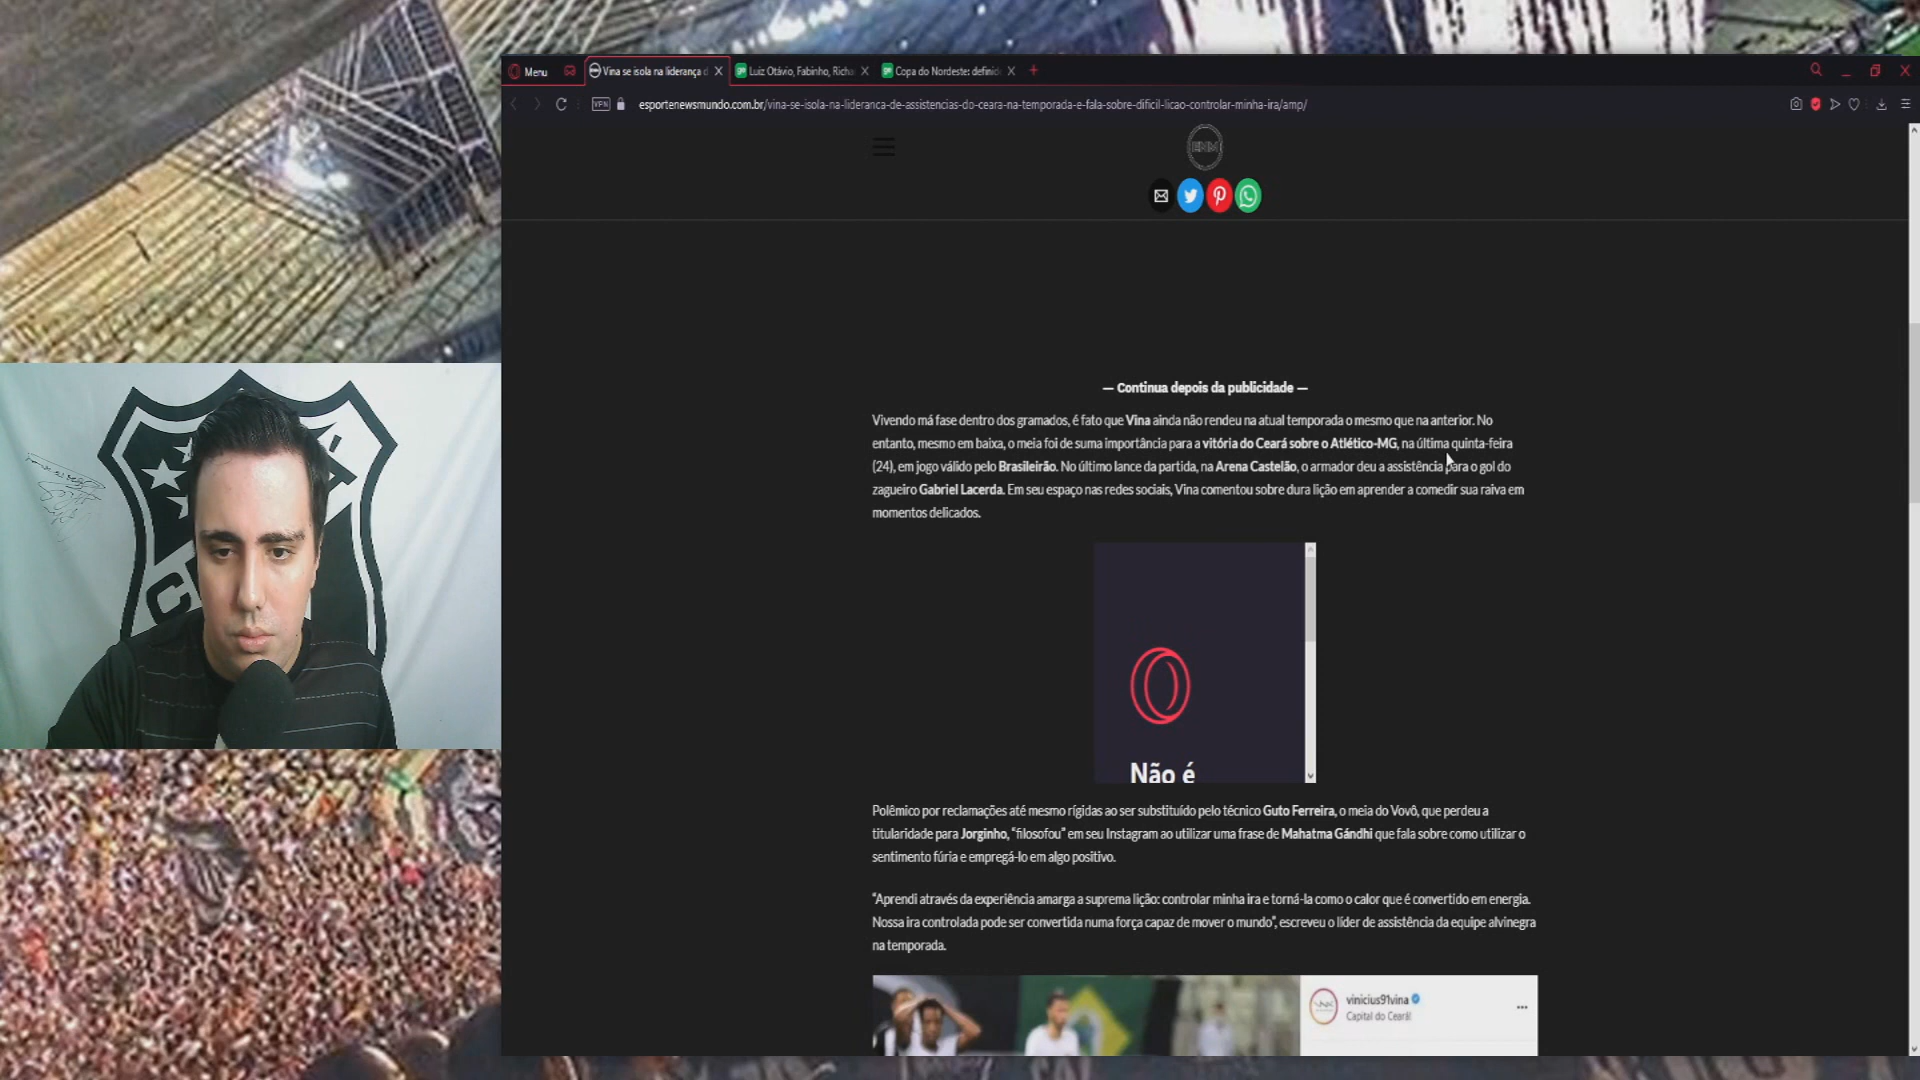 Menu
Vina se isola na liderança d
Luiz Otávio, Fabinho, Richa
Copa do Nordeste: definid
VPN
esportenewsmundo.com.br/vina-se-isola-na-lideranca-de-assistencias-do-ceara-na-temporada-e-fala-sobre-dificil-licao-controlar-minha-ira/amp/
ENM
— Continua depois da publicidade —
Vivendo má fase dentro dos gramados, é fato que Vina ainda não rendeu na atual temporada o mesmo que na anterior. No
entanto, mesmo em baixa, o meia foi de suma importância para a vitória do Ceará sobre o Atlético-MG, na última quinta-feira
(24), em jogo válido pelo Brasileirão. No último lance da partida, na Arena Castelão, o armador deu a assistência para o gol do
zagueiro Gabriel Lacerda. Em seu espaço nas redes sociais, Vina comentou sobre dura lição em aprender a comedir sua raiva em
momentos delicados.
Não é
Polêmico por reclamações até mesmo rígidas ao ser substituído pelo técnico Guto Ferreira, o meia do Vovô, que perdeu a
titularidade para Jorginho, “filosofou” em seu Instagram ao utilizar uma frase de Mahatma Gándhi que fala sobre como utilizar o
sentimento fúria e empregá-lo em algo positivo.
“Aprendi através da experiência amarga a suprema lição: controlar minha ira e torná-la como o calor que é convertido em energia.
Nossa ira controlada pode ser convertida numa força capaz de mover o mundo”, escreveu o líder de assistência da equipe alvinegra
na temporada.
vinicius91vina
Capital do Ceará!